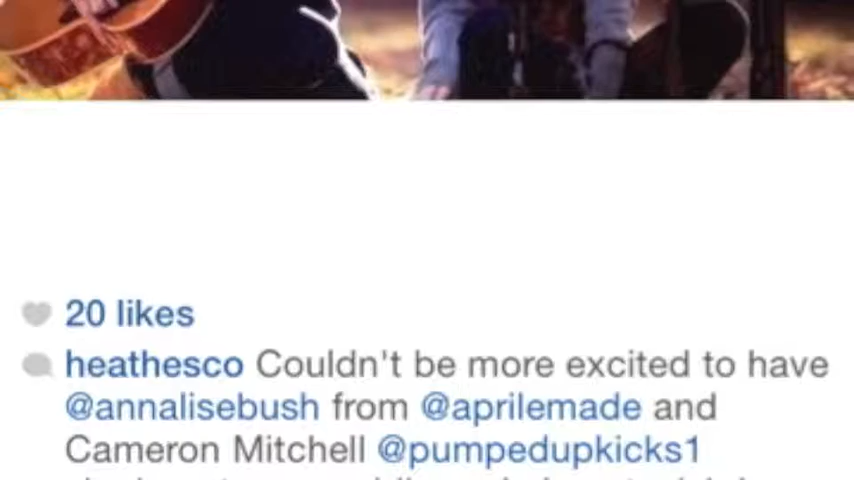 20 likes
heathesco Couldn't be more excited to have
@annalisebush from @aprilemade and
Cameron Mitchell @pumpedupkicks1